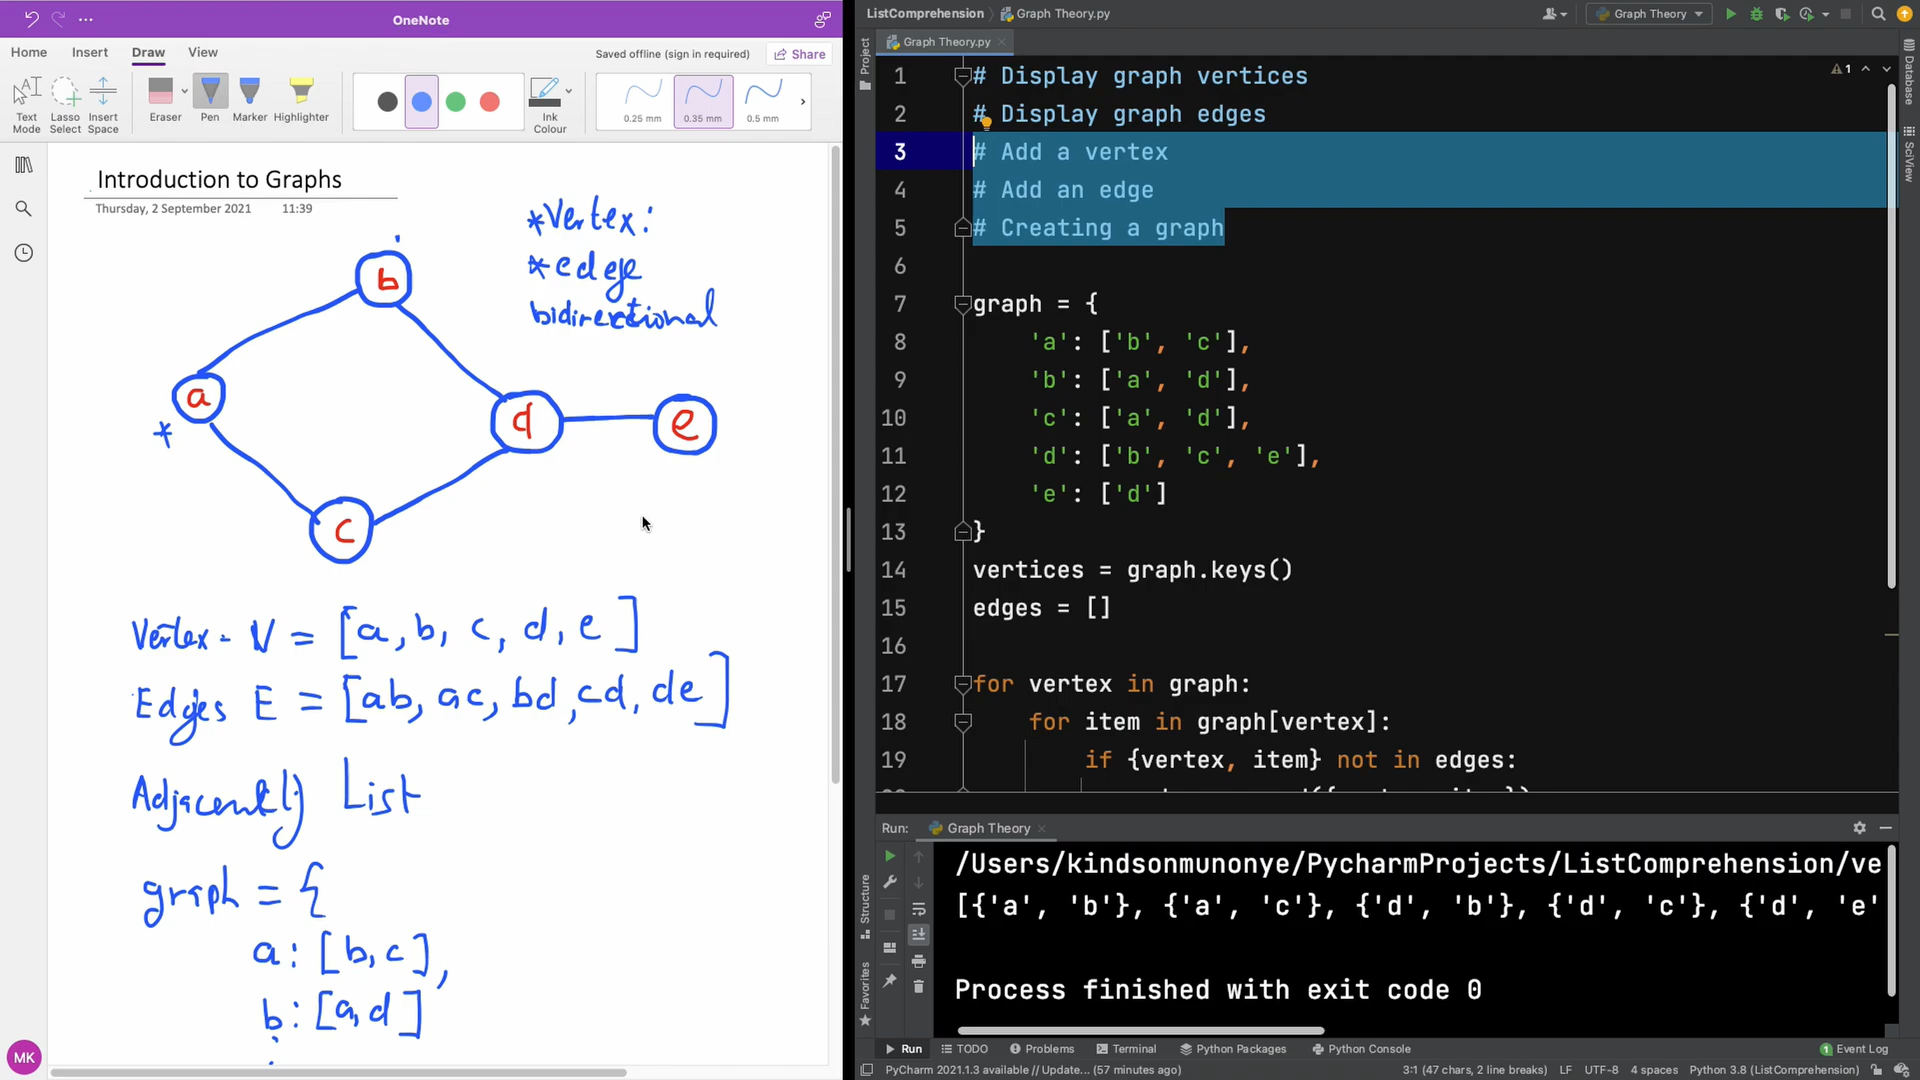 OneNote
Home Insert Draw View
Saved offline (sign in required) Share
Text Mode
Lasso Select
Insert Space
Eraser
Pen
Marker
Highlighter
Ink Colour
0.25 mm
0.35 mm
0.5 mm
Introduction to Graphs
Thursday, 2 September 2021 11:39
*Vertex:
*edge
bidirectional
b
a
*
d
e
c
Vertex - V = [a, b, c, d, e]
Edges E = [ab, ac, bd, cd, de]
Adjacently List
graph = {
a: [b, c],
b: [a, d]
MK
ListComprehension Graph Theory.py
Graph Theory
Graph Theory.py
1
Project
Database
SciView
1 # Display graph vertices
2 # Display graph edges
3 # Add a vertex
4 # Add an edge
5 # Creating a graph
6
7 graph = {
8 'a': ['b', 'c'],
9 'b': ['a', 'd'],
10 'c': ['a', 'd'],
11 'd': ['b', 'c', 'e'],
12 'e': ['d']
13 }
14 vertices = graph.keys()
15 edges = []
16
17 for vertex in graph:
18 for item in graph[vertex]:
19 if {vertex, item} not in edges:
Run: Graph Theory
Structure
Favorites
/Users/kindsonmunonye/PycharmProjects/ListComprehension/ve
[{'a', 'b'}, {'a', 'c'}, {'d', 'b'}, {'d', 'c'}, {'d', 'e'
Process finished with exit code 0
Run TODO Problems Terminal Python Packages Python Console 1 Event Log
PyCharm 2021.1.3 available // Update... (57 minutes ago) 3:1 (47 chars, 2 line breaks) LF UTF-8 4 spaces Python 3.8 (ListComprehension)